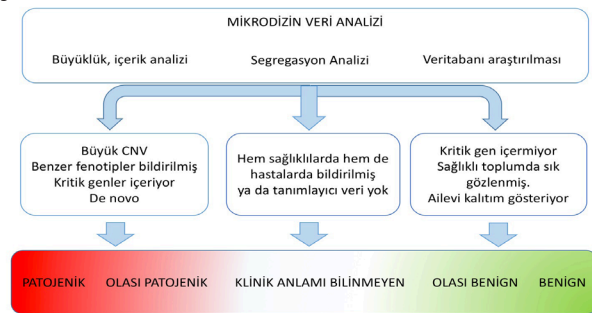 MİKRODİZİN VERİ ANALİZİ
Büyüklük, içerik analizi
Segregasyon Analizi
Veritabanı araştırılması
Büyük CNV
Benzer fenotipler bildirilmiş
Kritik genler içeriyor
De novo
Hem sağlıklılarda hem de
hastalarda bildirilmiş
ya da tanımlayıcı veri yok
Kritik gen içermiyor
Sağlıklı toplumda sık
gözlenmiş.
Ailevi kalıtım gösteriyor
PATOJENİK
OLASI PATOJENİK
KLİNİK ANLAMI BİLİNMEYEN
OLASI BENİGN
BENİGN